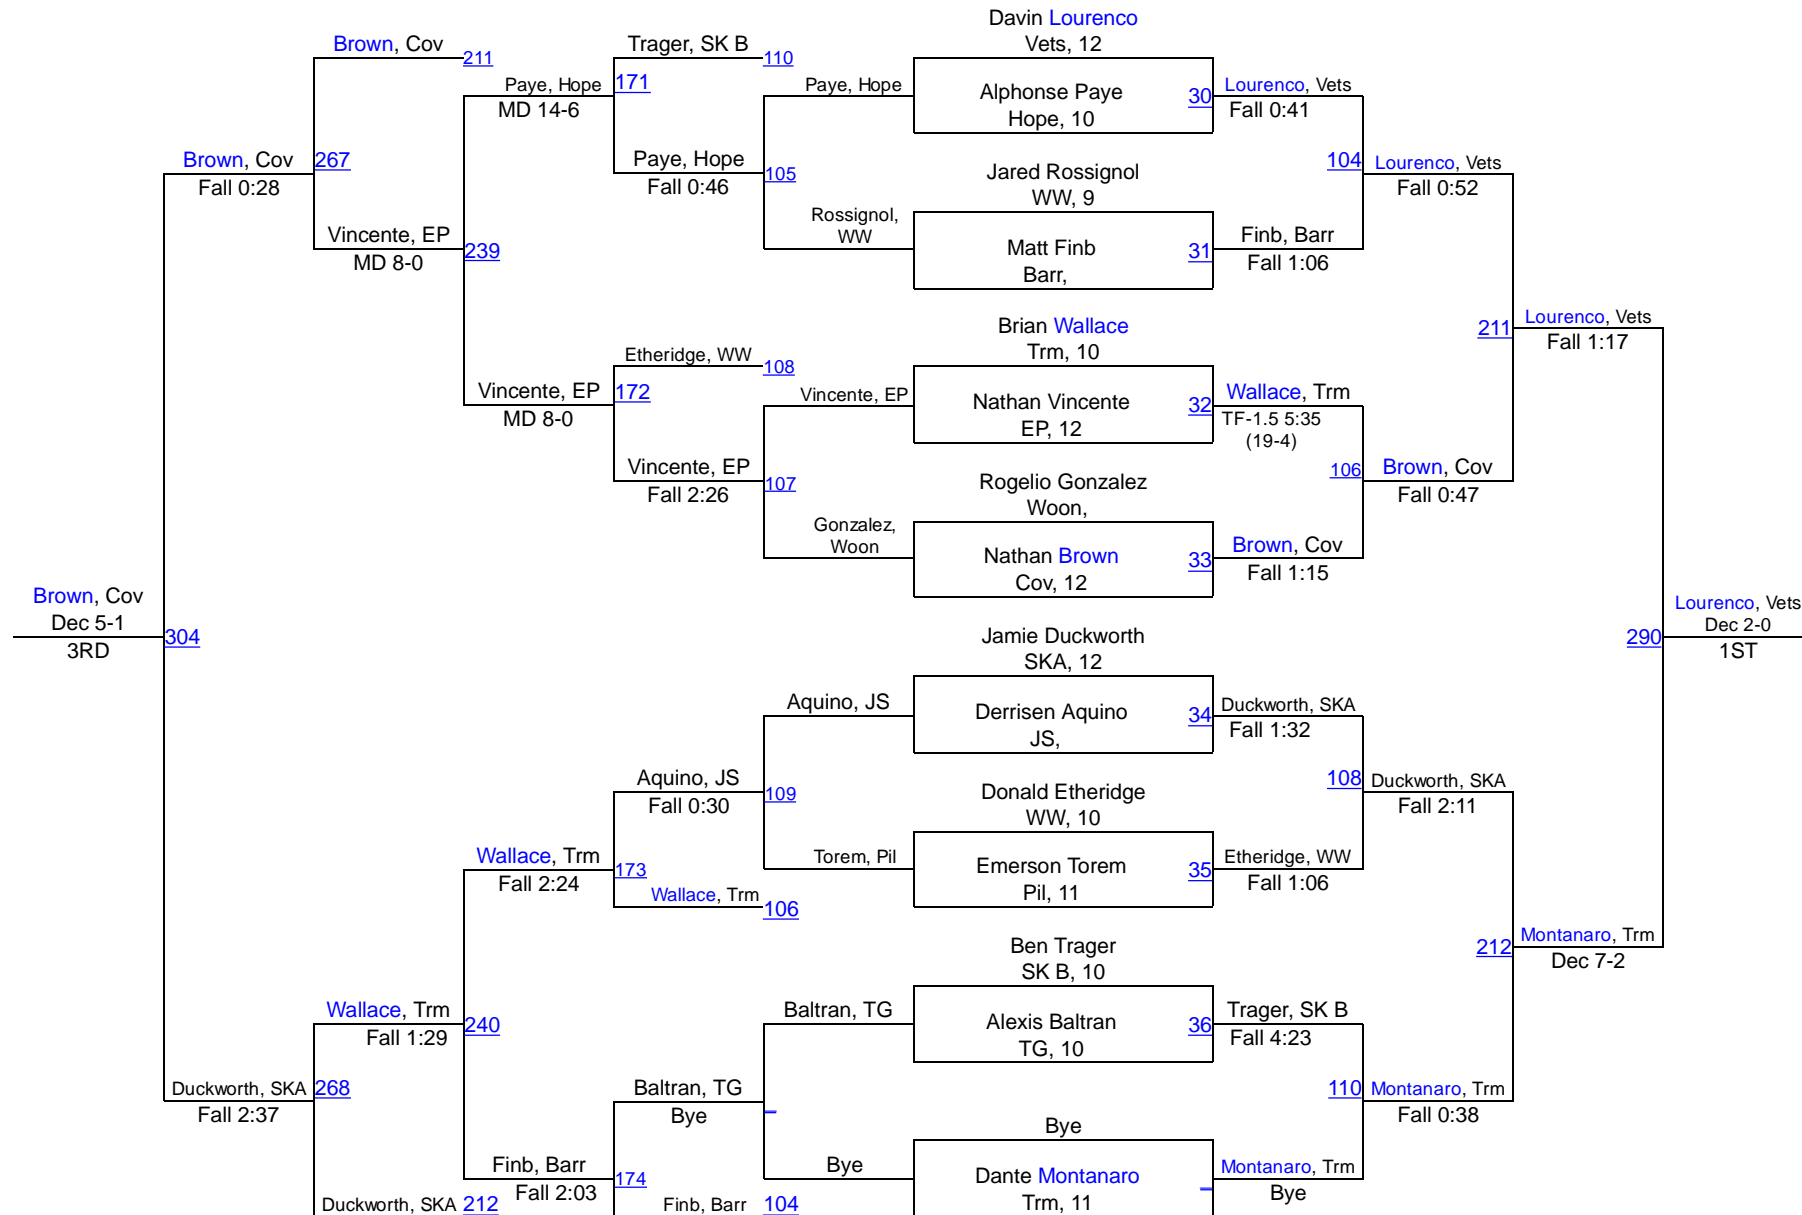 Davin Lourenco
Vets, 12
Brown, Cov
211
Trager, SK B
110
Paye, Hope
MD 14-6
171
Paye, Hope
Alphonse Paye
Hope, 10
30
Lourenco, Vets
Fall 0:41
Brown, Cov
Fall 0:28
267
Paye, Hope
Fall 0:46
105
Jared Rossignol
WW, 9
104
Lourenco, Vets
Fall 0:52
Rossignol,
WW
Vincente, EP
MD 8-0
239
Matt Finb
Barr,
31
Finb, Barr
Fall 1:06
Brian Wallace
Trm, 10
211
Lourenco, Vets
Fall 1:17
Etheridge, WW
108
Vincente, EP
MD 8-0
172
Vincente, EP
Nathan Vincente
EP, 12
32
Wallace, Trm
TF-1.5 5:35
(19-4)
Vincente, EP
Fall 2:26
107
Rogelio Gonzalez
Woon,
106
Brown, Cov
Fall 0:47
Gonzalez,
Woon
Nathan Brown
Cov, 12
33
Brown, Cov
Fall 1:15
Brown, Cov
Dec 5-1
3RD
304
Jamie Duckworth
SKA, 12
290
Lourenco, Vets
Dec 2-0
1ST
Aquino, JS
Derrisen Aquino
JS,
34
Duckworth, SKA
Fall 1:32
Aquino, JS
Fall 0:30
109
Donald Etheridge
WW, 10
108
Duckworth, SKA
Fall 2:11
Wallace, Trm
Fall 2:24
173
Torem, Pil
Emerson Torem
Pil, 11
35
Etheridge, WW
Fall 1:06
Wallace, Trm
106
Ben Trager
SK B, 10
212
Montanaro, Trm
Dec 7-2
Wallace, Trm
Fall 1:29
240
Baltran, TG
Alexis Baltran
TG, 10
36
Trager, SK B
Fall 4:23
Duckworth, SKA
Fall 2:37
268
Baltran, TG
Bye
110
Montanaro, Trm
Fall 0:38
Bye
Finb, Barr
Fall 2:03
174
Bye
Dante Montanaro
Trm, 11
Montanaro, Trm
Bye
Duckworth, SKA
212
Finb, Barr
104